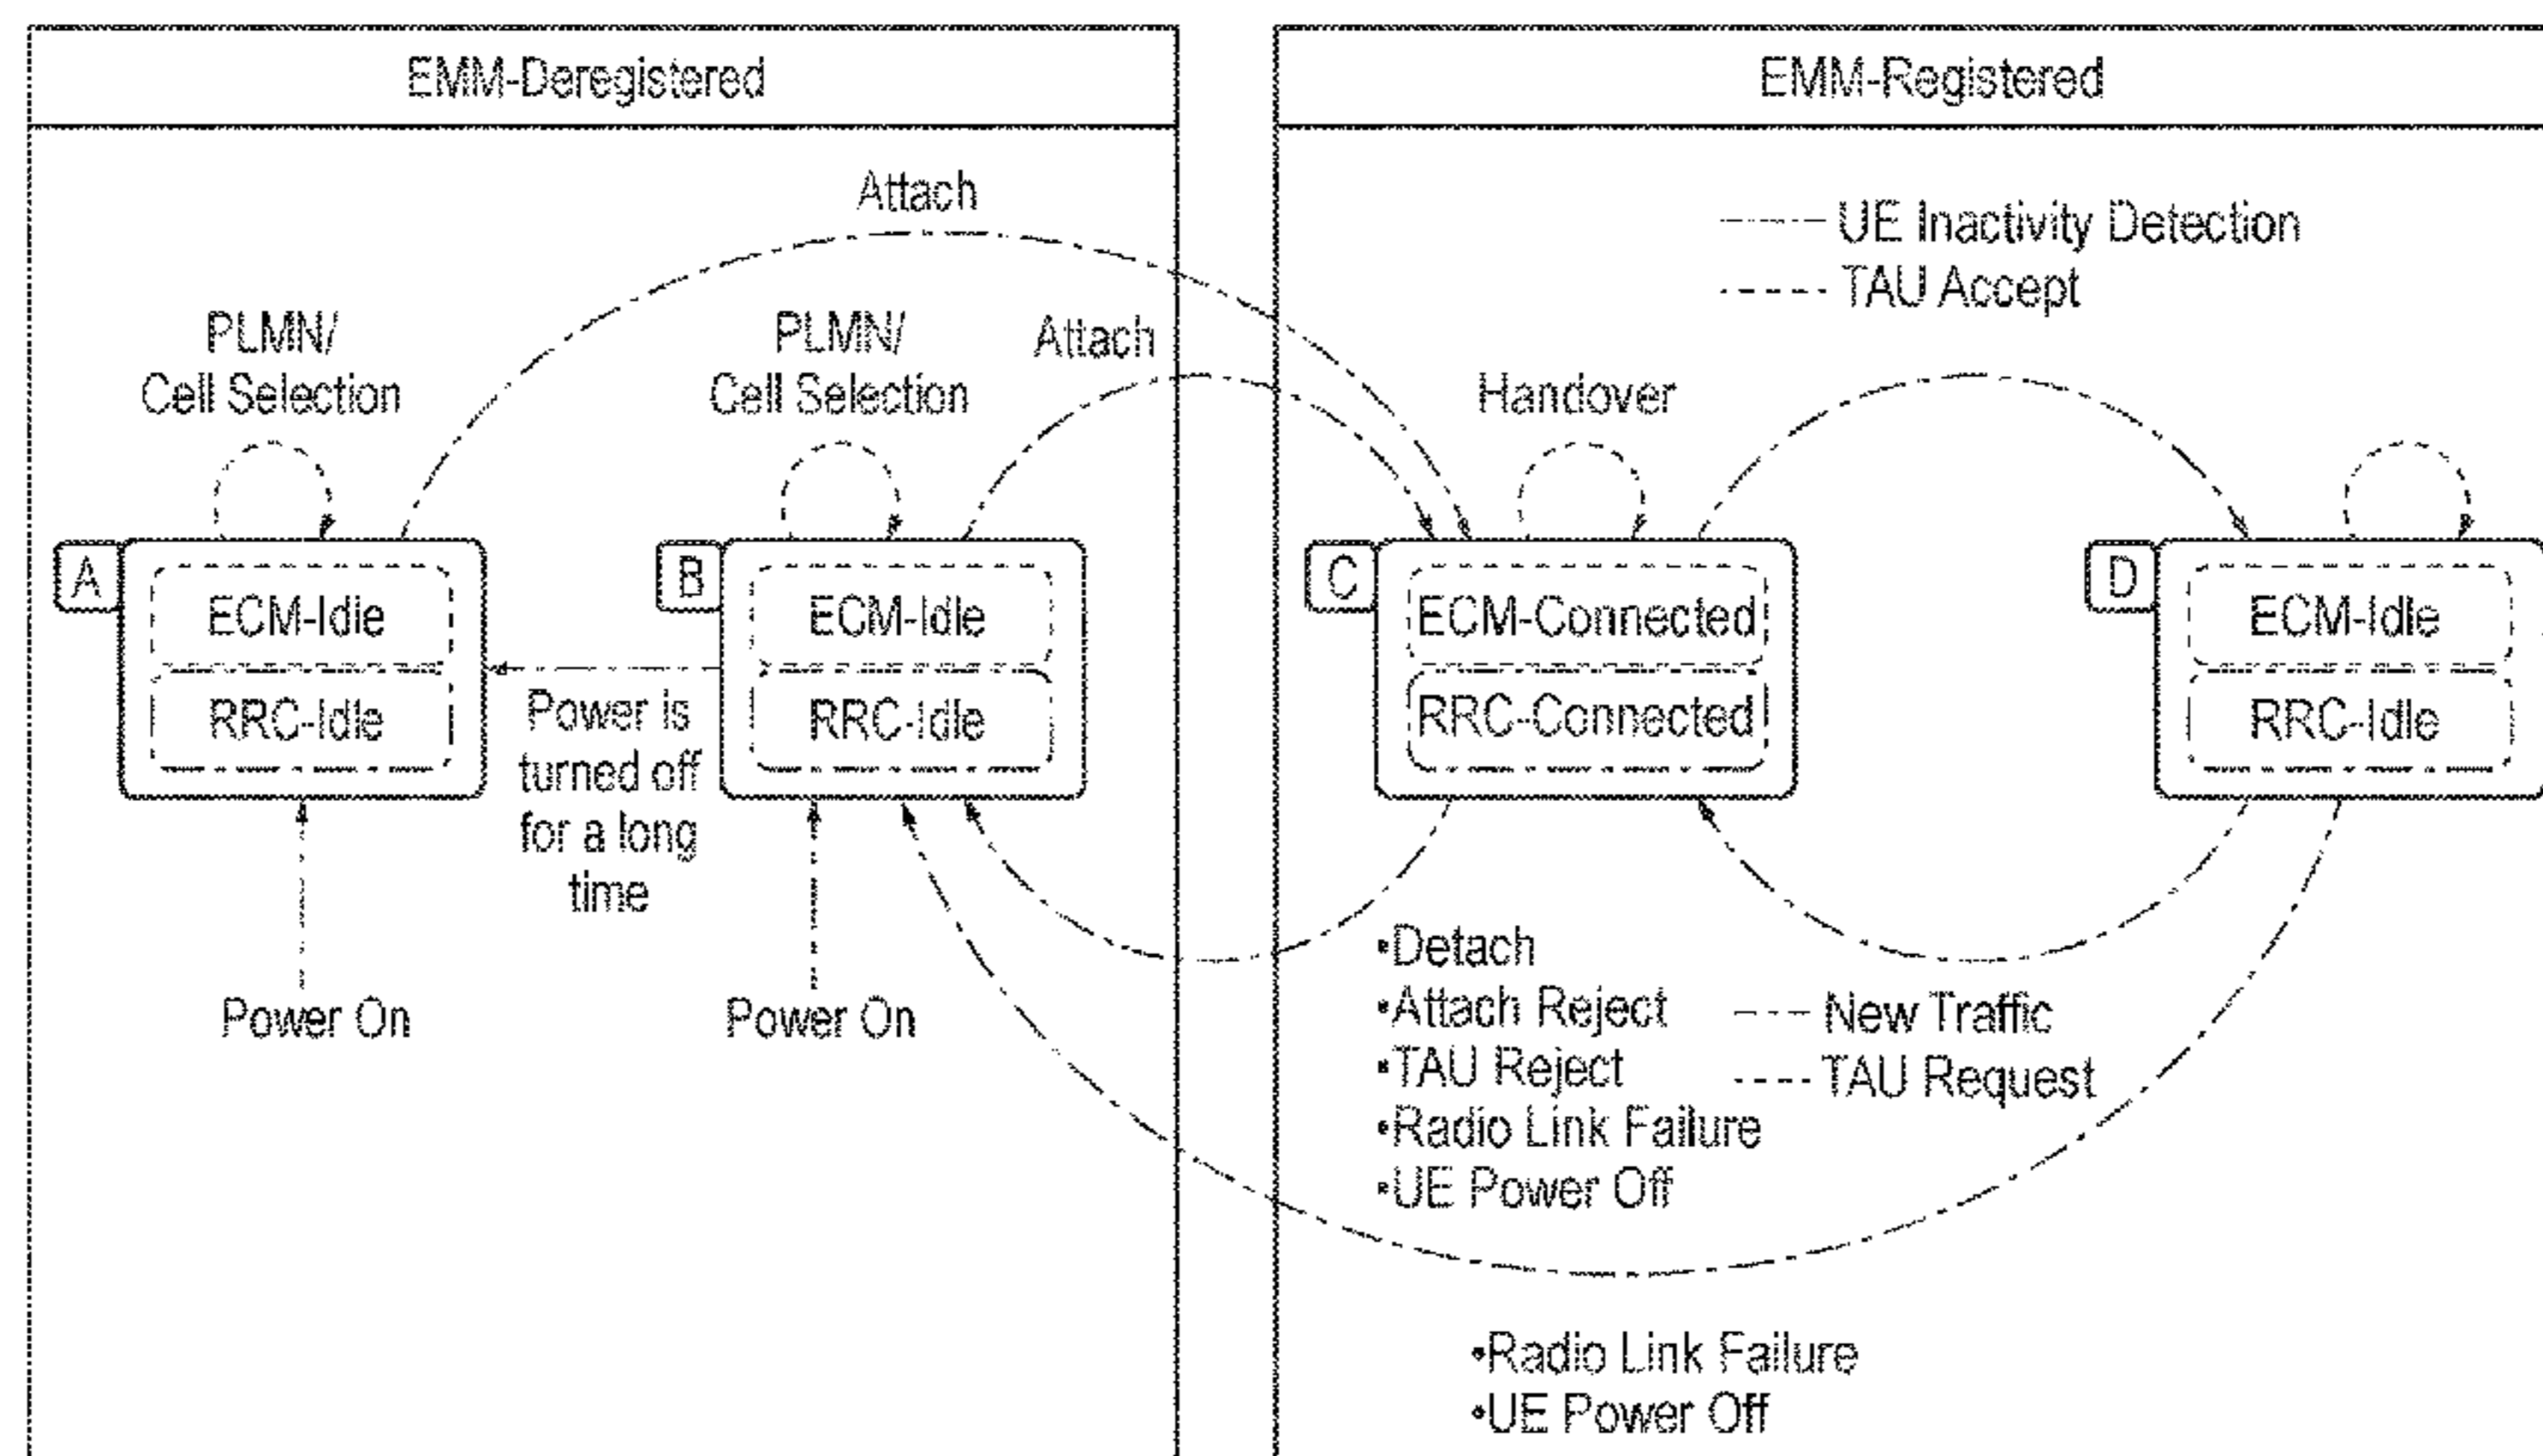 EMM-Deregistered
EMM-Registered
Attach
UE Inactivity Detection
TAU Accept
PLMN/
Cell Selection
PLMN/
Cell Selection
Attach
Handover
A
ECM-Idle
RRC-Idle
B
ECM-Idle
RRC-Idle
C
ECM-Connected
RRC-Connected
D
ECM-Idle
RRC-Idle
Power is
turned off
for a long
time
Power On
Power On
•Detach
•Attach Reject
•TAU Reject
•Radio Link Failure
•UE Power Off
New Traffic
TAU Request
•Radio Link Failure
•UE Power Off